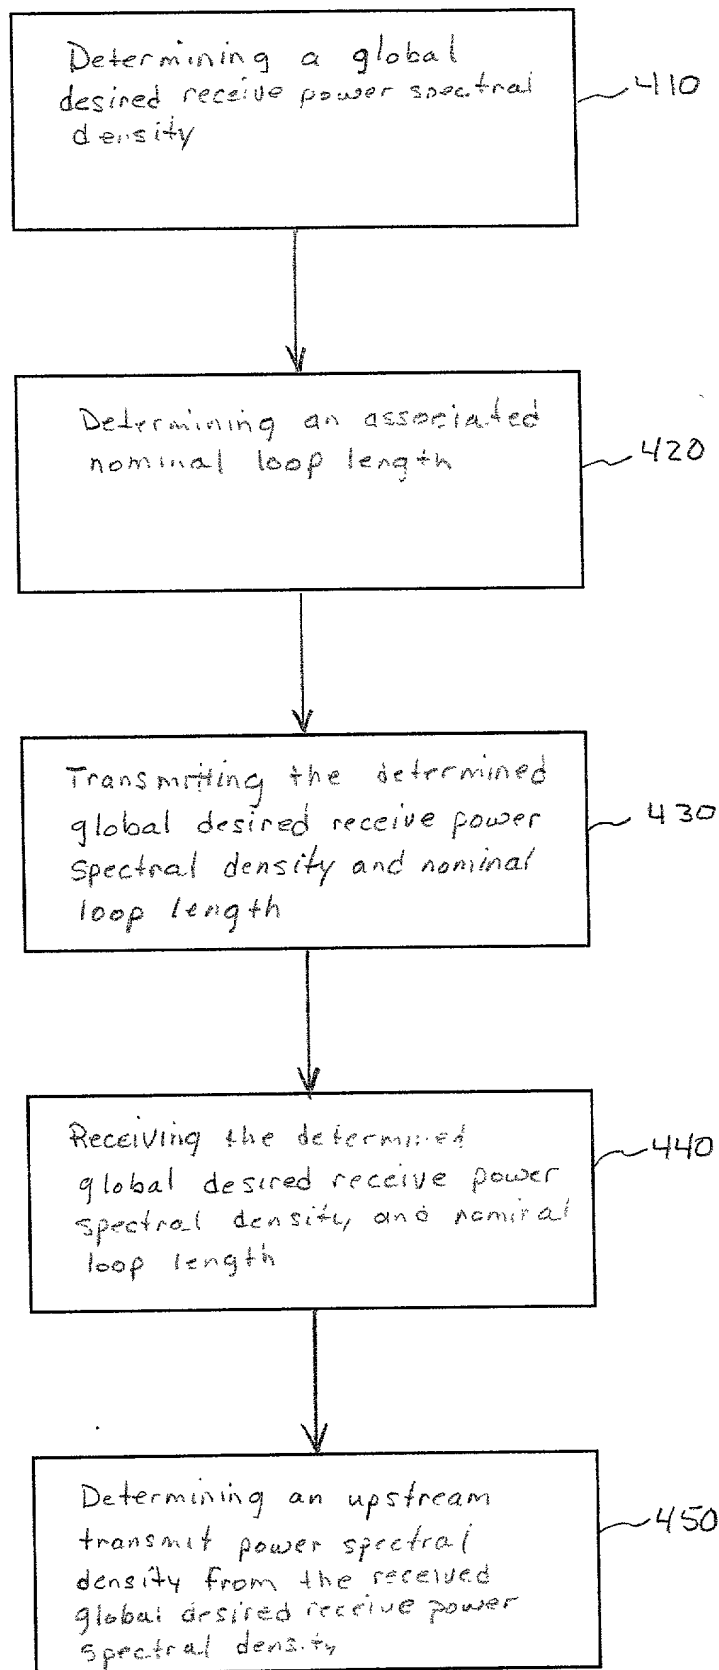 Determining a global
desired receive power spectral
density
410
Determining an associated
nominal loop length
420
Transmitting the determined
global desired receive power
spectral density and nominal
loop length
430
Receiving the determined
global desired receive power
spectral density and nominal
loop length
440
Determining an upstream
transmit power spectral
density from the received
global desired receive power
spectral density
450